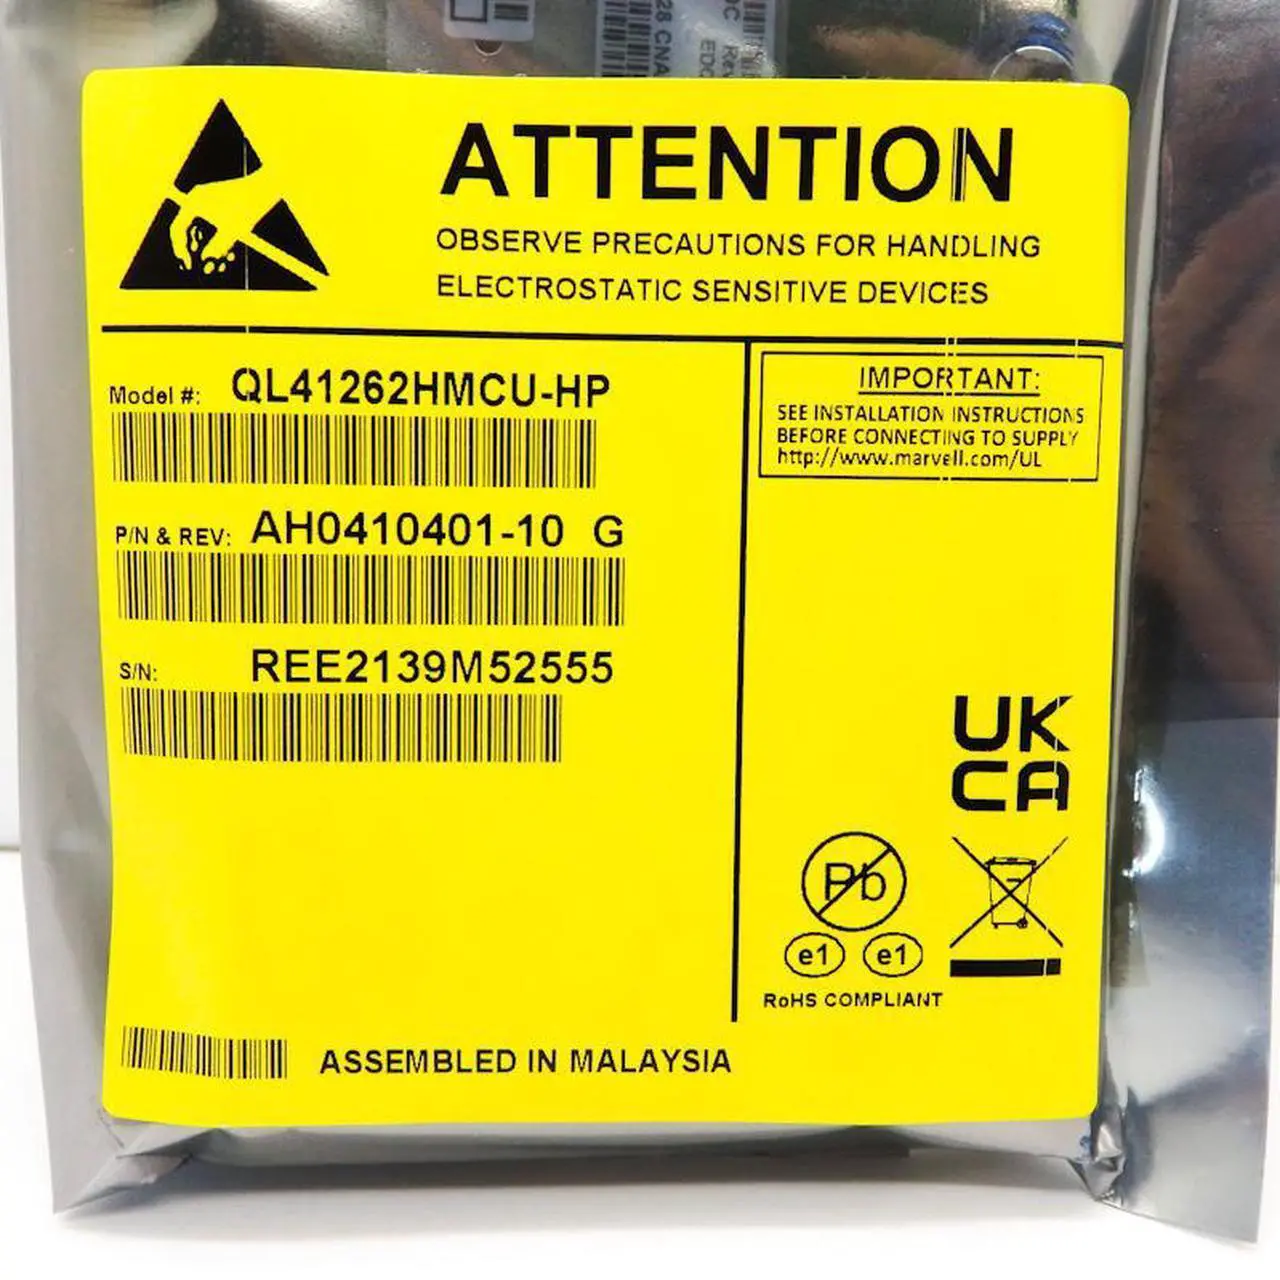 28 CNA
ATTENTION
OBSERVE PRECAUTIONS FOR HANDLING
ELECTROSTATIC SENSITIVE DEVICES
Model #: QL41262HMCU-HP
IMPORTANT:
SEE INSTALLATION INSTRUCTIONS
BEFORE CONNECTING TO SUPPLY
http://www.marvell.com/UL
P/N & REV: AH0410401-10 G
S/N: REE2139M52555
UK
CA
Pb
e1 e1
RoHS COMPLIANT
ASSEMBLED IN MALAYSIA